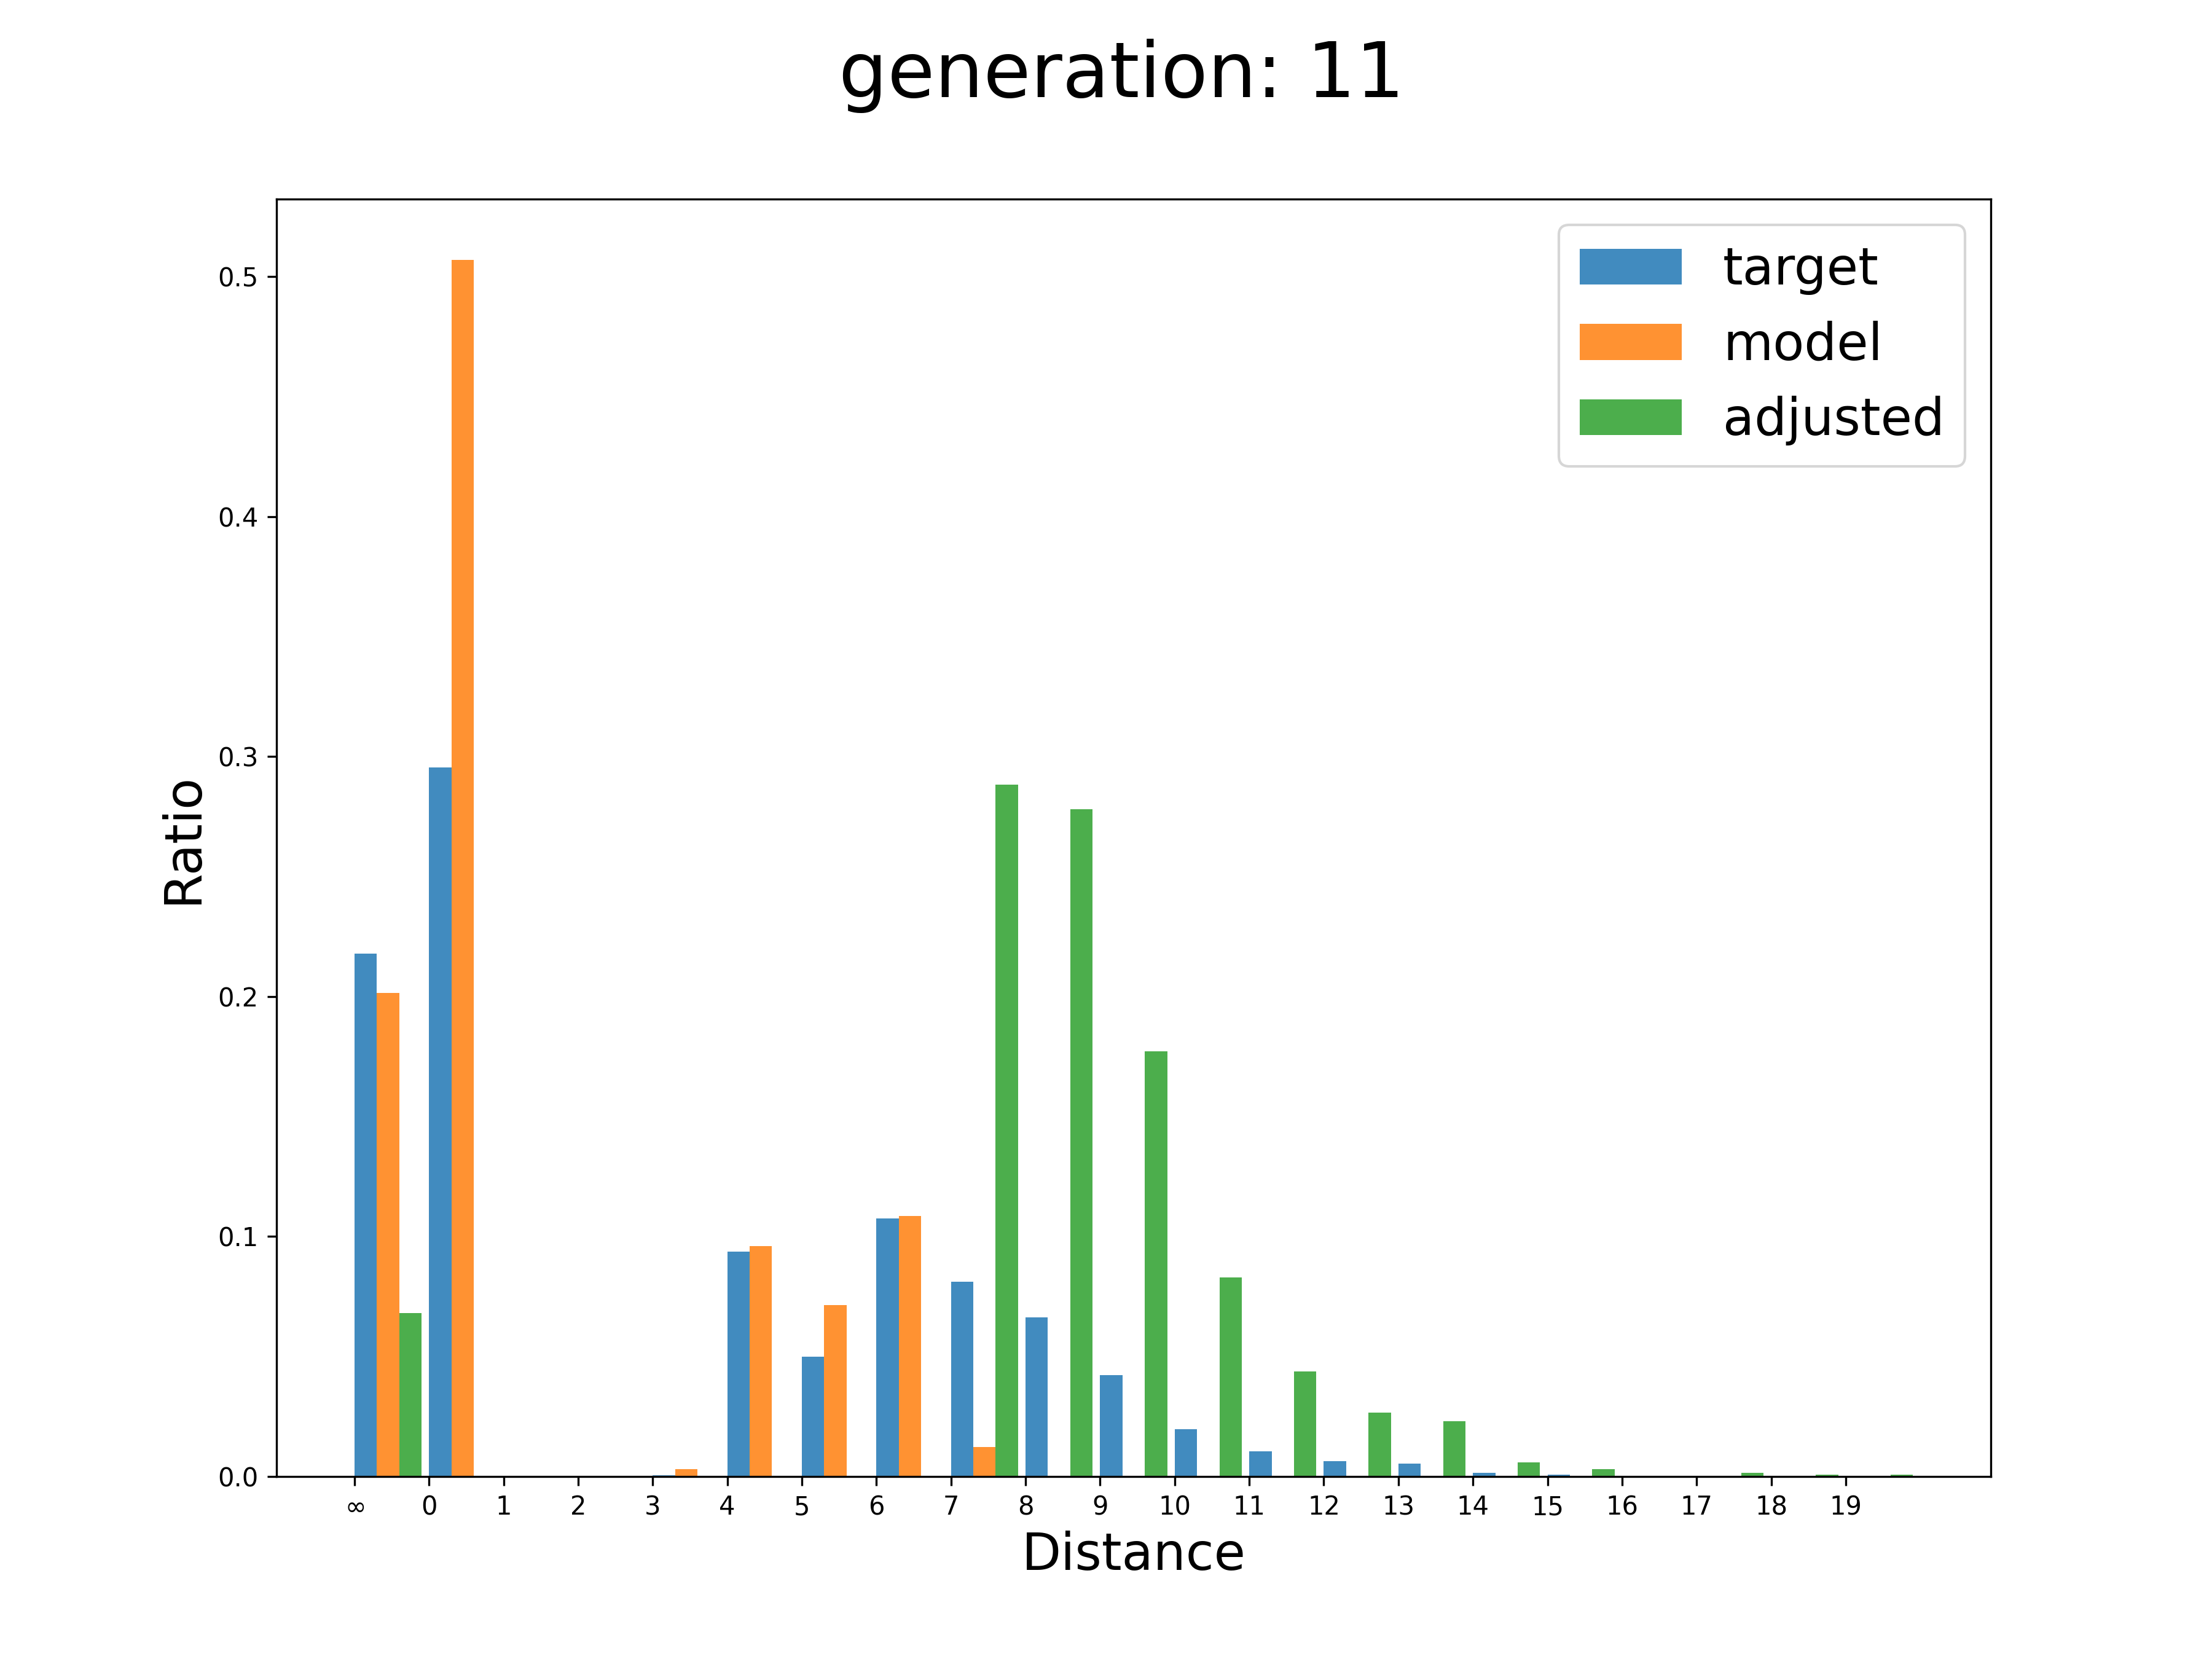 generation: 11
target
model
adjusted
Ratio
0.5
0.4
0.3
0.2
0.1
0.0
∞ 0 1 2 3 4 5 6 7 8 9 10 11 12 13 14 15 16 17 18 19
Distance